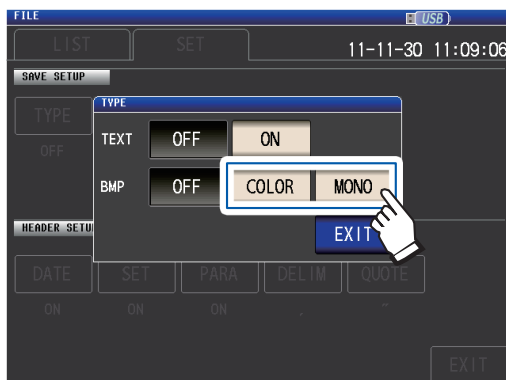 FILE USB
LIST SET 11-11-30 11:09:06
SAVE SETUP
TYPE
OFF
TYPE
TEXT OFF ON
BMP OFF COLOR MONO
EXIT
HEADER SETU
DATE SET PARA DELIM QUOTE
ON ON ON , "
EXIT